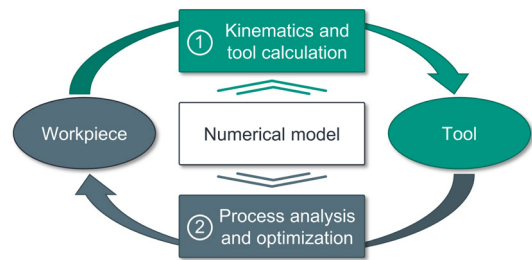 ① Kinematics and
tool calculation
Workpiece
Numerical model
Tool
② Process analysis
and optimization